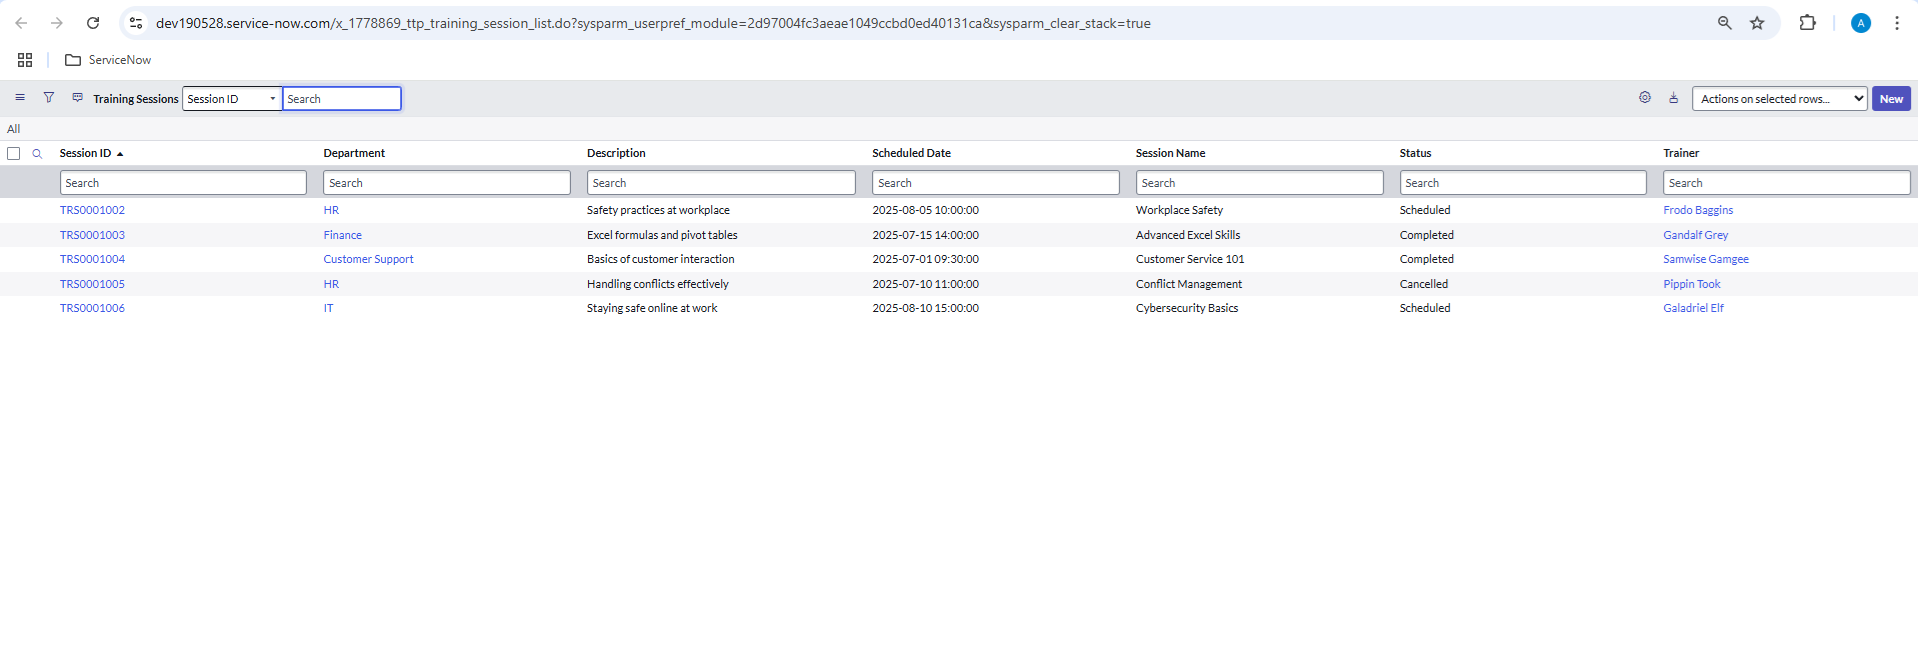 dev190528.service-now.com/x_1778869_ttp_training_session_list.do?sysparm_userpref_module=2d97004fc3aeae1049ccbd0ed40131ca&sysparm_clear_stack=true A
ServiceNow
Training Sessions Session ID Search Actions on selected rows... New
All
Session ID Department Description Scheduled Date Session Name Status Trainer
Search Search Search Search Search Search Search
TRS0001002 HR Safety practices at workplace 2025-08-05 10:00:00 Workplace Safety Scheduled Frodo Baggins
TRS0001003 Finance Excel formulas and pivot tables 2025-07-15 14:00:00 Advanced Excel Skills Completed Gandalf Grey
TRS0001004 Customer Support Basics of customer interaction 2025-07-01 09:30:00 Customer Service 101 Completed Samwise Gamgee
TRS0001005 HR Handling conflicts effectively 2025-07-10 11:00:00 Conflict Management Cancelled Pippin Took
TRS0001006 IT Staying safe online at work 2025-08-10 15:00:00 Cybersecurity Basics Scheduled Galadriel Elf